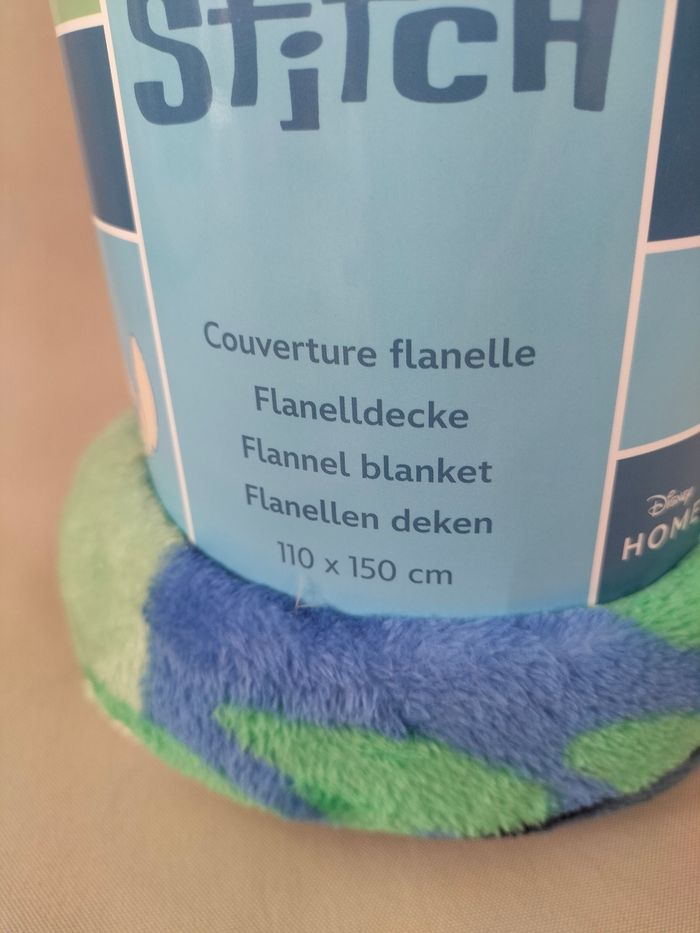 STiTCH
Couverture flanelle
Flanelldecke
Flannel blanket
Flanellen deken
110 x 150 cm
Disney
HOME